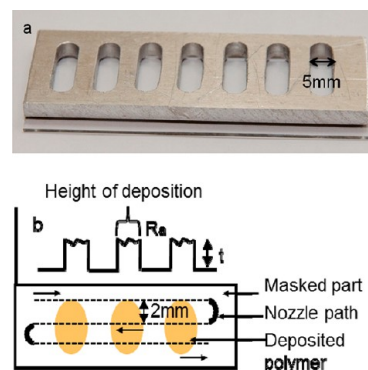 a
5mm
Height of deposition
b
Ra
t
2mm
Masked part
Nozzle path
Deposited
polymer